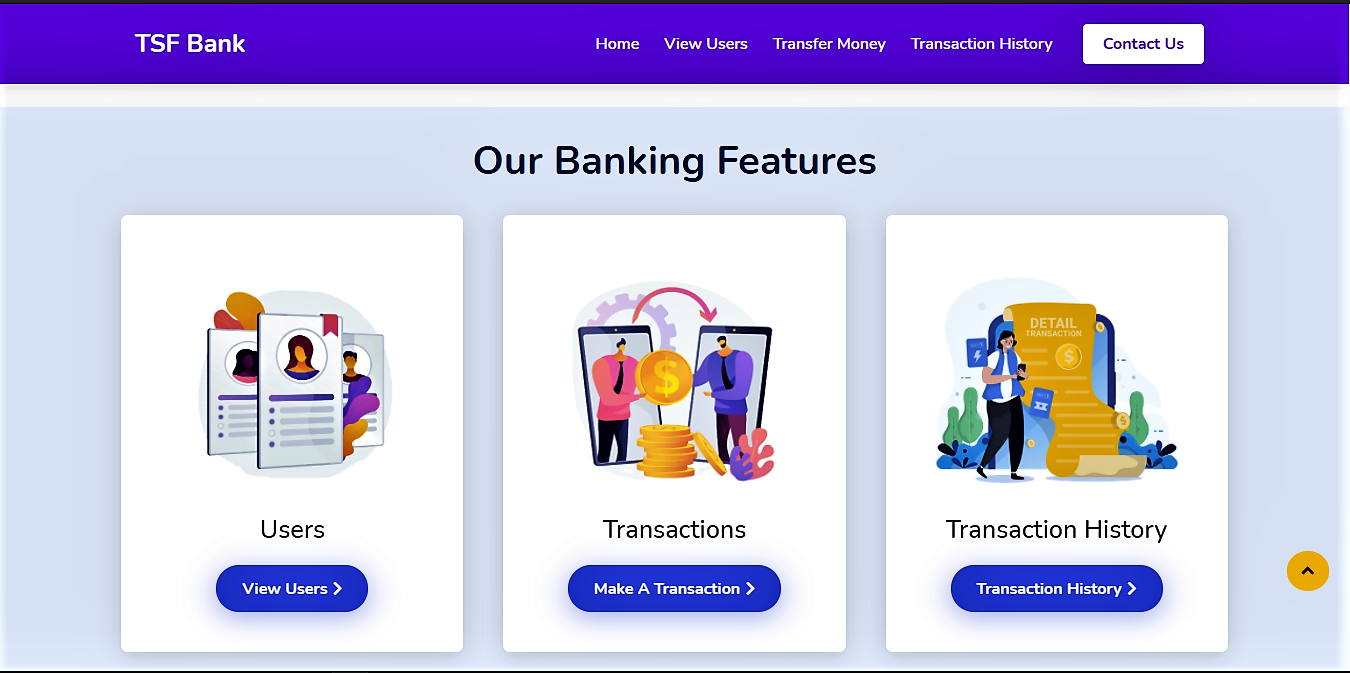 TSF Bank
Home View Users Transfer Money Transaction History Contact Us
Our Banking Features
DETAIL
TRANSACTION
Users
Transactions
Transaction History
View Users
Make A Transaction
Transaction History